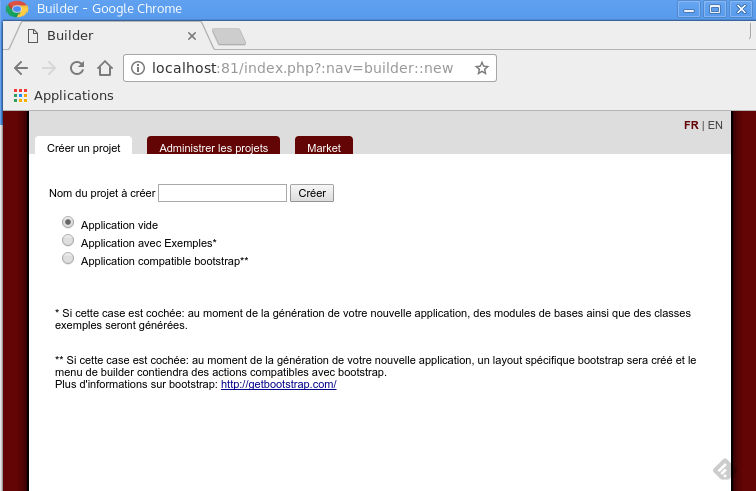 Builder - Google Chrome
Builder
localhost:81/index.php?:nav=builder::new
Applications
FR | EN
Créer un projet Administrer les projets Market
Nom du projet à créer Créer
Application vide
Application avec Exemples*
Application compatible bootstrap**
* Si cette case est cochée: au moment de la génération de votre nouvelle application, des modules de bases ainsi que des classes
exemples seront générées.
** Si cette case est cochée: au moment de la génération de votre nouvelle application, un layout spécifique bootstrap sera créé et le
menu de builder contiendra des actions compatibles avec bootstrap.
Plus d'informations sur bootstrap: http://getbootstrap.com/